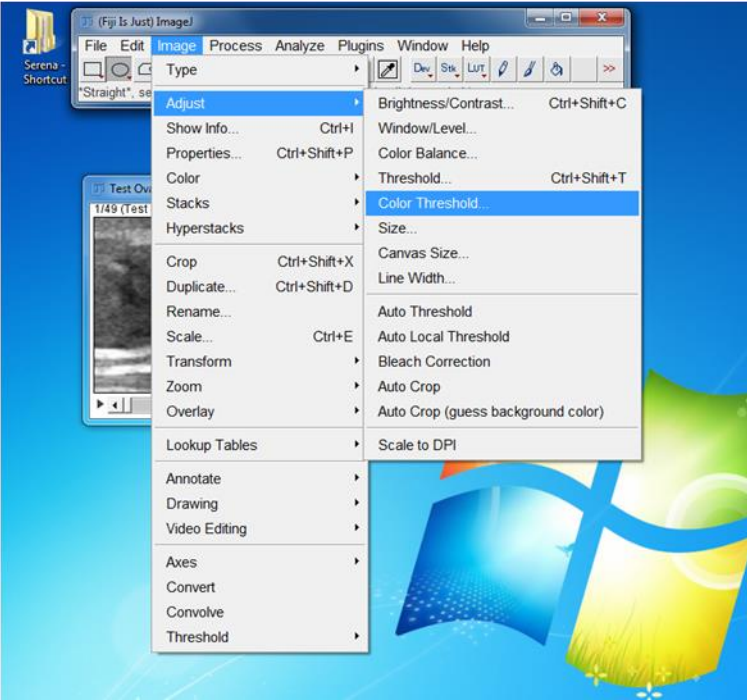 (Fiji Is Just) ImageJ
File Edit Image Process Analyze Plugins Window Help
Dev Stk LUT >>
"Straight", se
Serena -
Shortcut
Type
Adjust
Show Info... Ctrl+I
Properties... Ctrl+Shift+P
Color
Stacks
Hyperstacks
Crop Ctrl+Shift+X
Duplicate... Ctrl+Shift+D
Rename...
Scale... Ctrl+E
Transform
Zoom
Overlay
Lookup Tables
Annotate
Drawing
Video Editing
Axes
Convert
Convolve
Threshold
Brightness/Contrast... Ctrl+Shift+C
Window/Level...
Color Balance...
Threshold... Ctrl+Shift+T
Color Threshold...
Size...
Canvas Size...
Line Width...
Auto Threshold
Auto Local Threshold
Bleach Correction
Auto Crop
Auto Crop (guess background color)
Scale to DPI
Test Ova
1/49 (Test